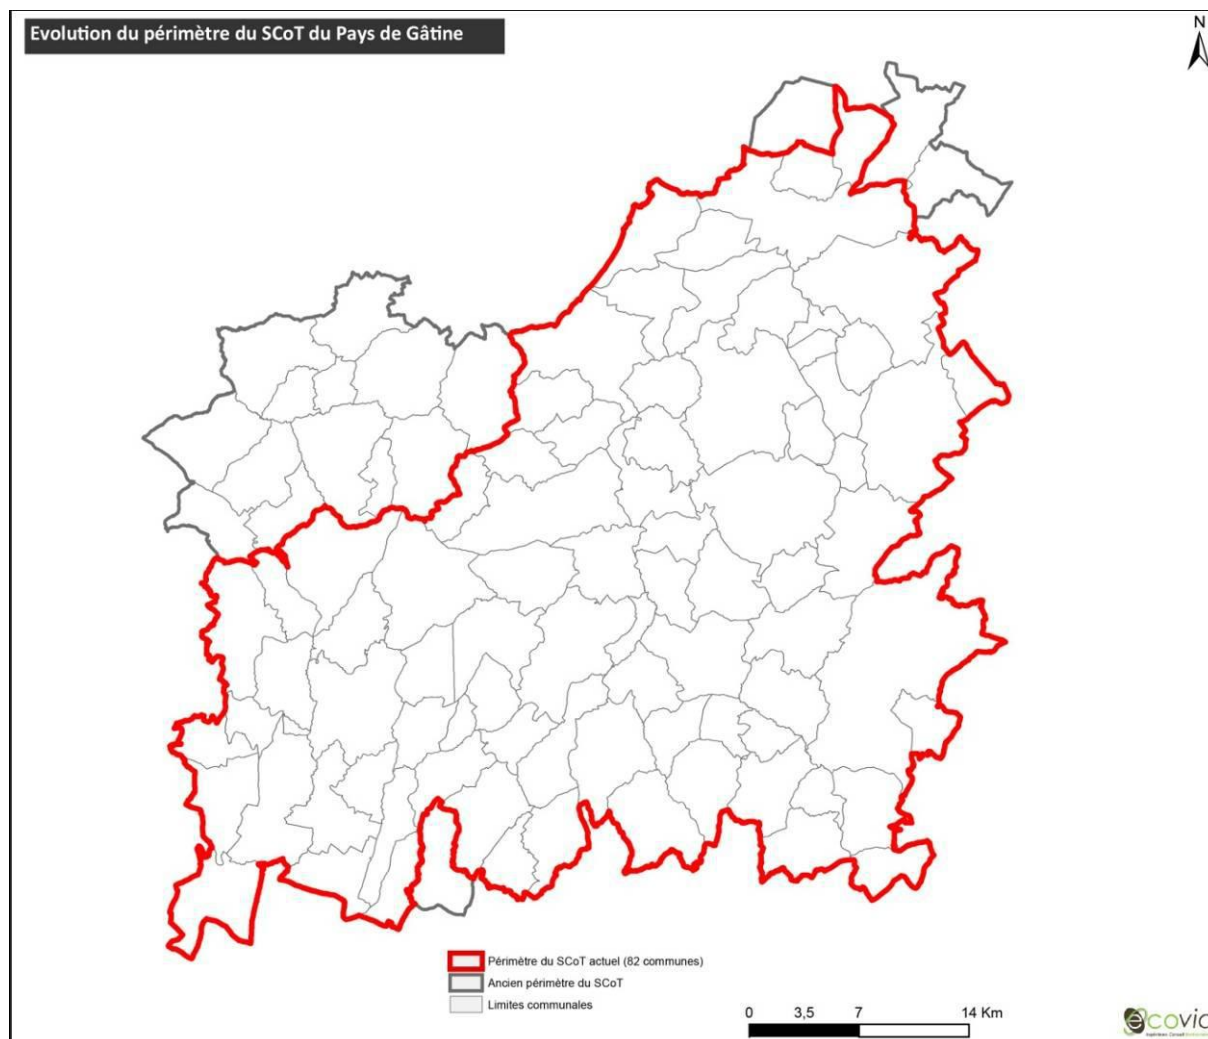 Evolution du périmètre du SCoT du Pays de Gâtine
N
Périmètre du SCoT actuel (82 communes)
Ancien périmètre du SCoT
Limites communales
0 3,5 7 14 Km
ecovia